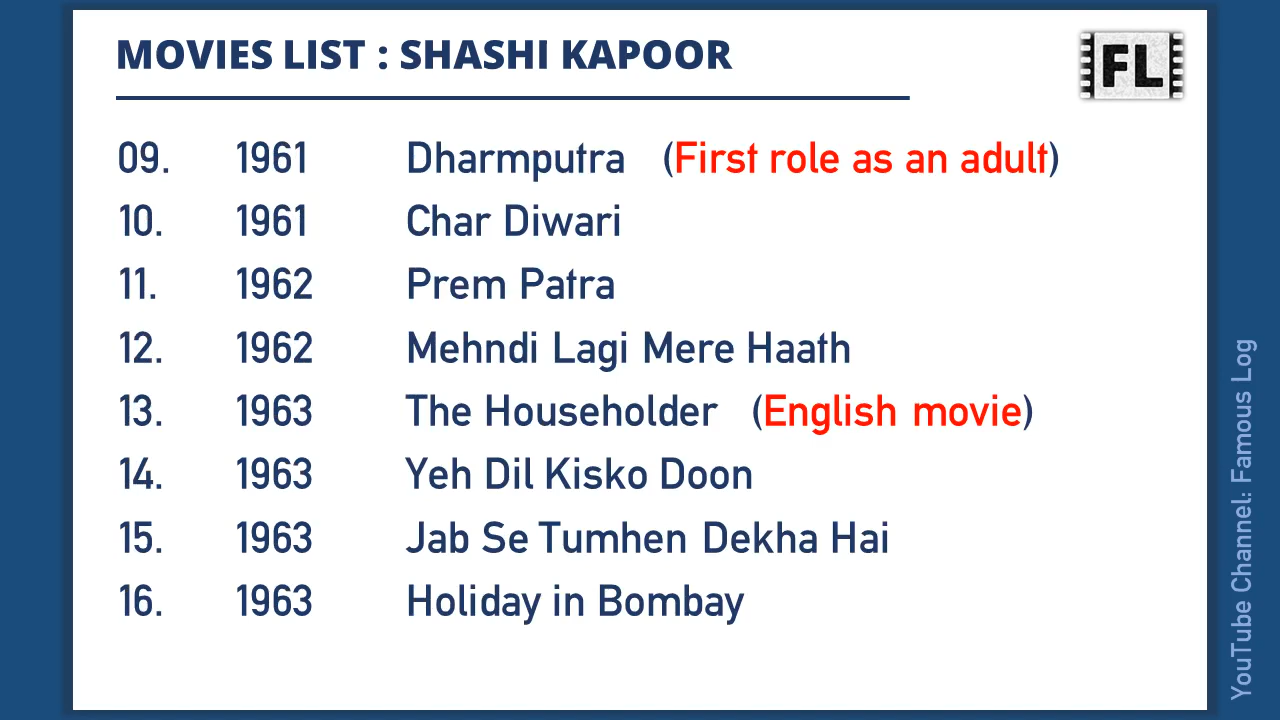 MOVIES LIST : SHASHI KAPOOR
FL
09. 1961 Dharmputra (First role as an adult)
10. 1961 Char Diwari
11. 1962 Prem Patra
12. 1962 Mehndi Lagi Mere Haath
13. 1963 The Householder (English movie)
14. 1963 Yeh Dil Kisko Doon
15. 1963 Jab Se Tumhen Dekha Hai
16. 1963 Holiday in Bombay
YouTube Channel: Famous Log